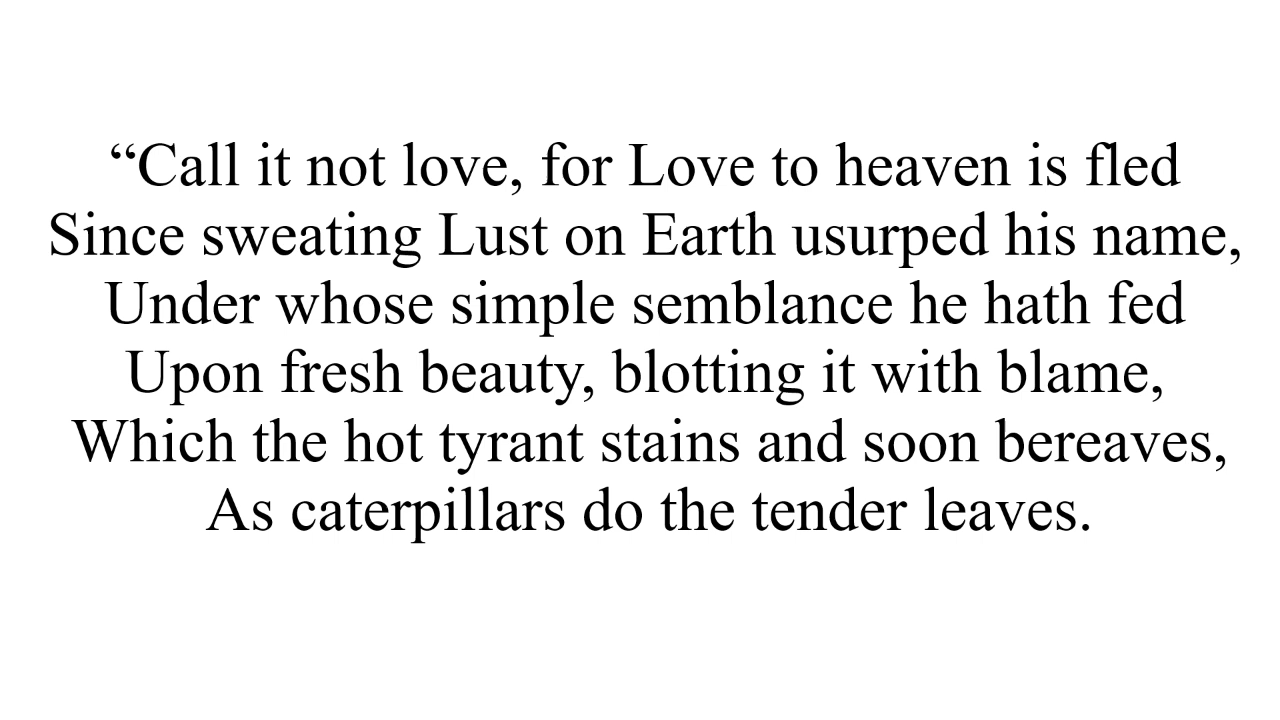 “Call it not love, for Love to heaven is fled
Since sweating Lust on Earth usurped his name,
Under whose simple semblance he hath fed
Upon fresh beauty, blotting it with blame,
Which the hot tyrant stains and soon bereaves,
As caterpillars do the tender leaves.